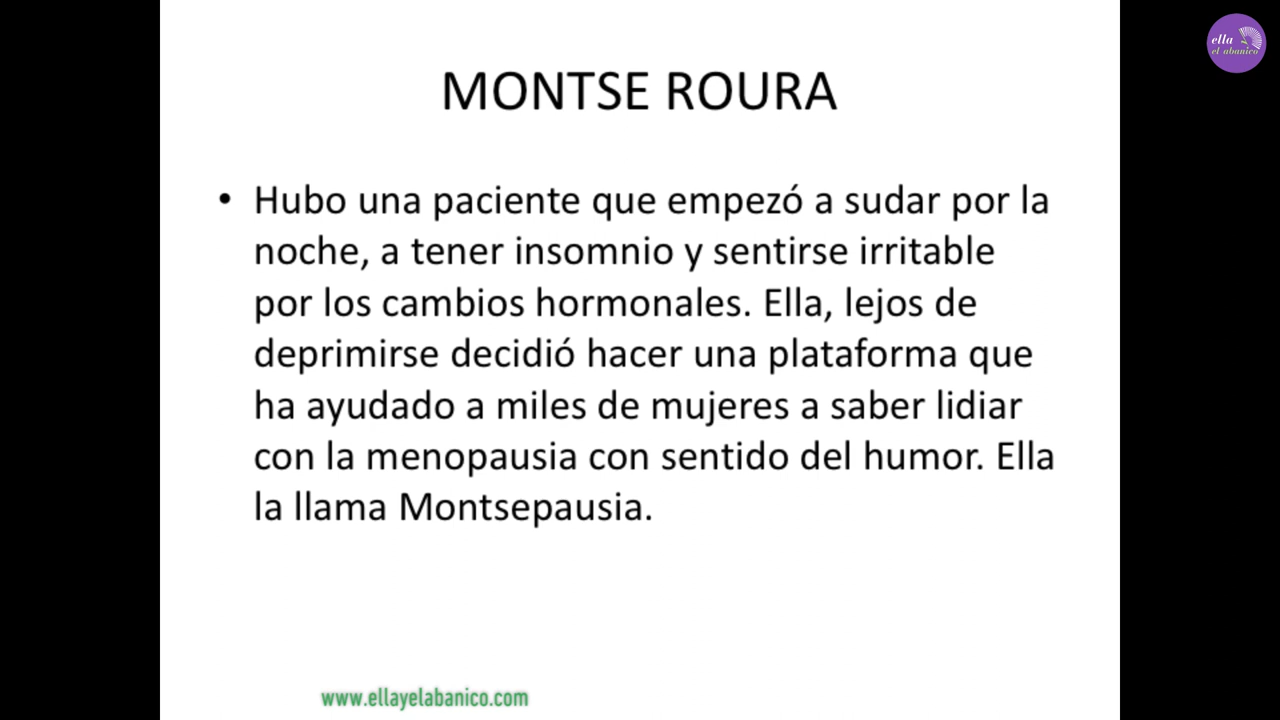 ella
el abanico
MONTSE ROURA
• Hubo una paciente que empezó a sudar por la
noche, a tener insomnio y sentirse irritable
por los cambios hormonales. Ella, lejos de
deprimirse decidió hacer una plataforma que
ha ayudado a miles de mujeres a saber lidiar
con la menopausia con sentido del humor. Ella
la llama Montsepausia.
www.ellayelabanico.com